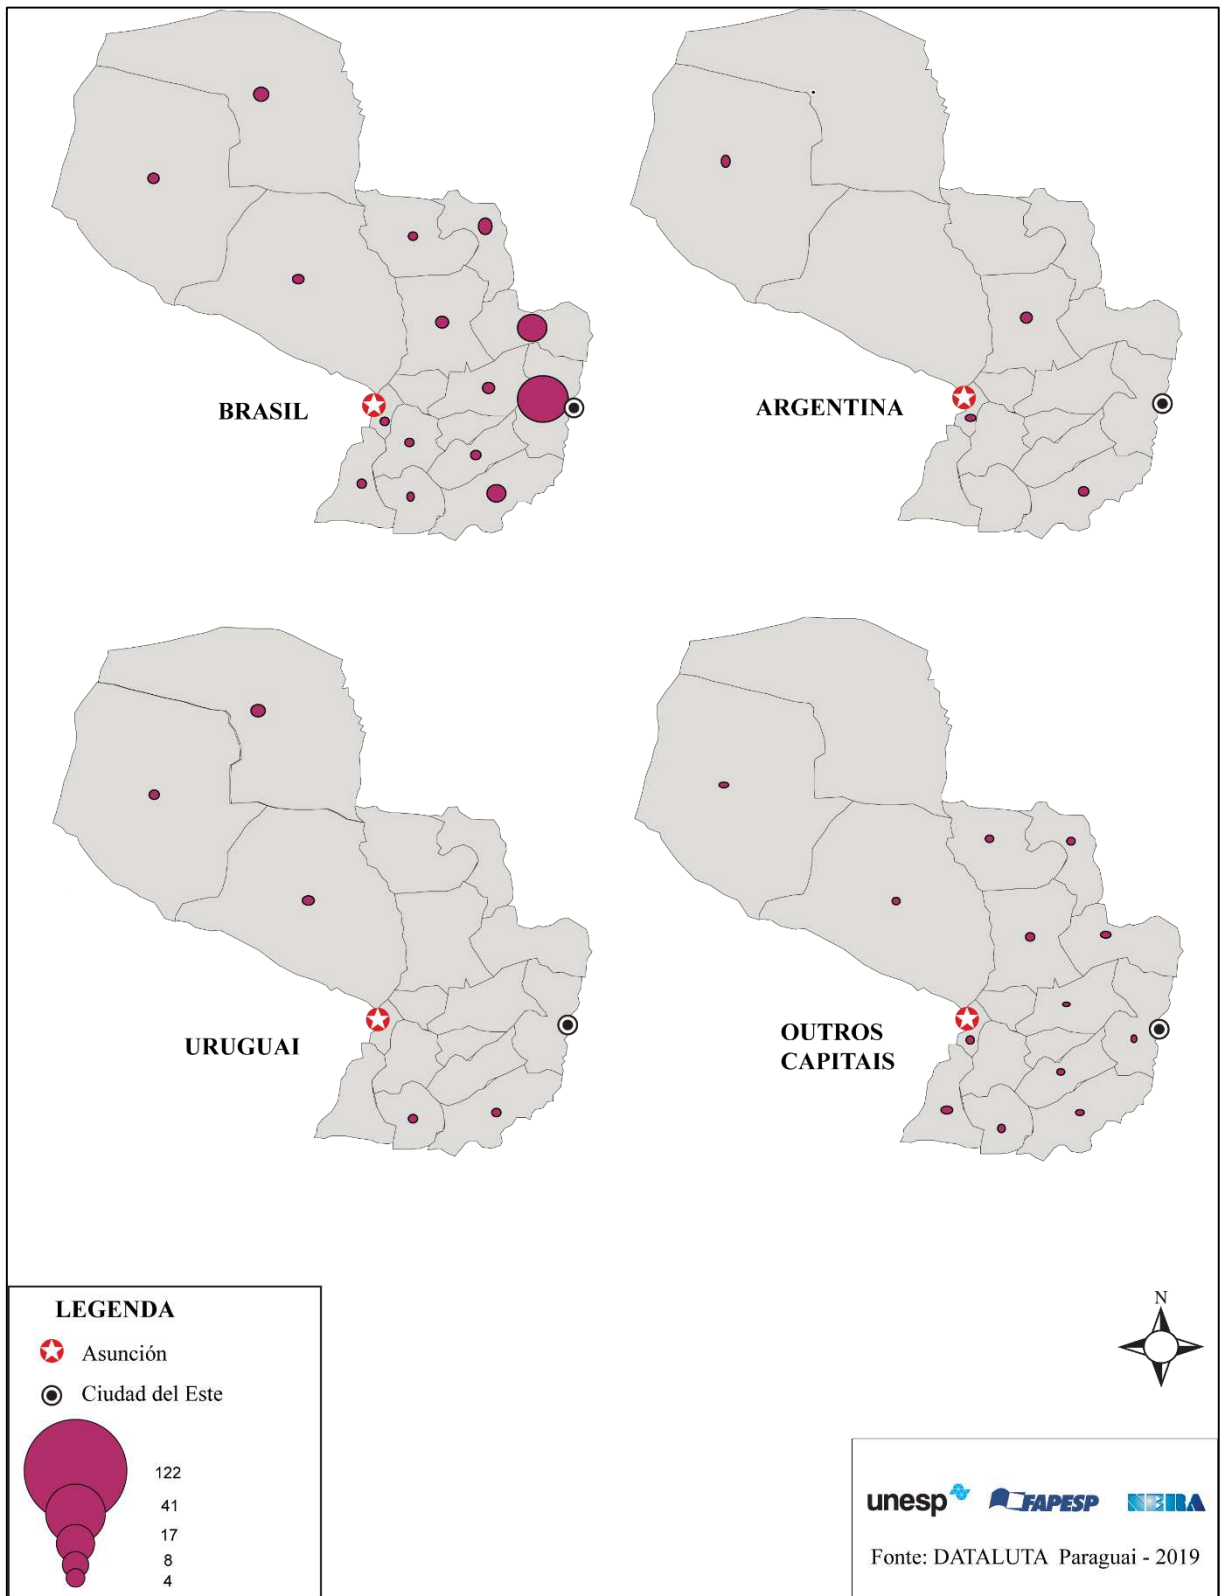 BRASIL
ARGENTINA
URUGUAI
OUTROS
CAPITAIS
LEGENDA
Asunción
Ciudad del Este
122
41
17
8
4
N
unesp FAPESP NERA
Fonte: DATALUTA Paraguai - 2019